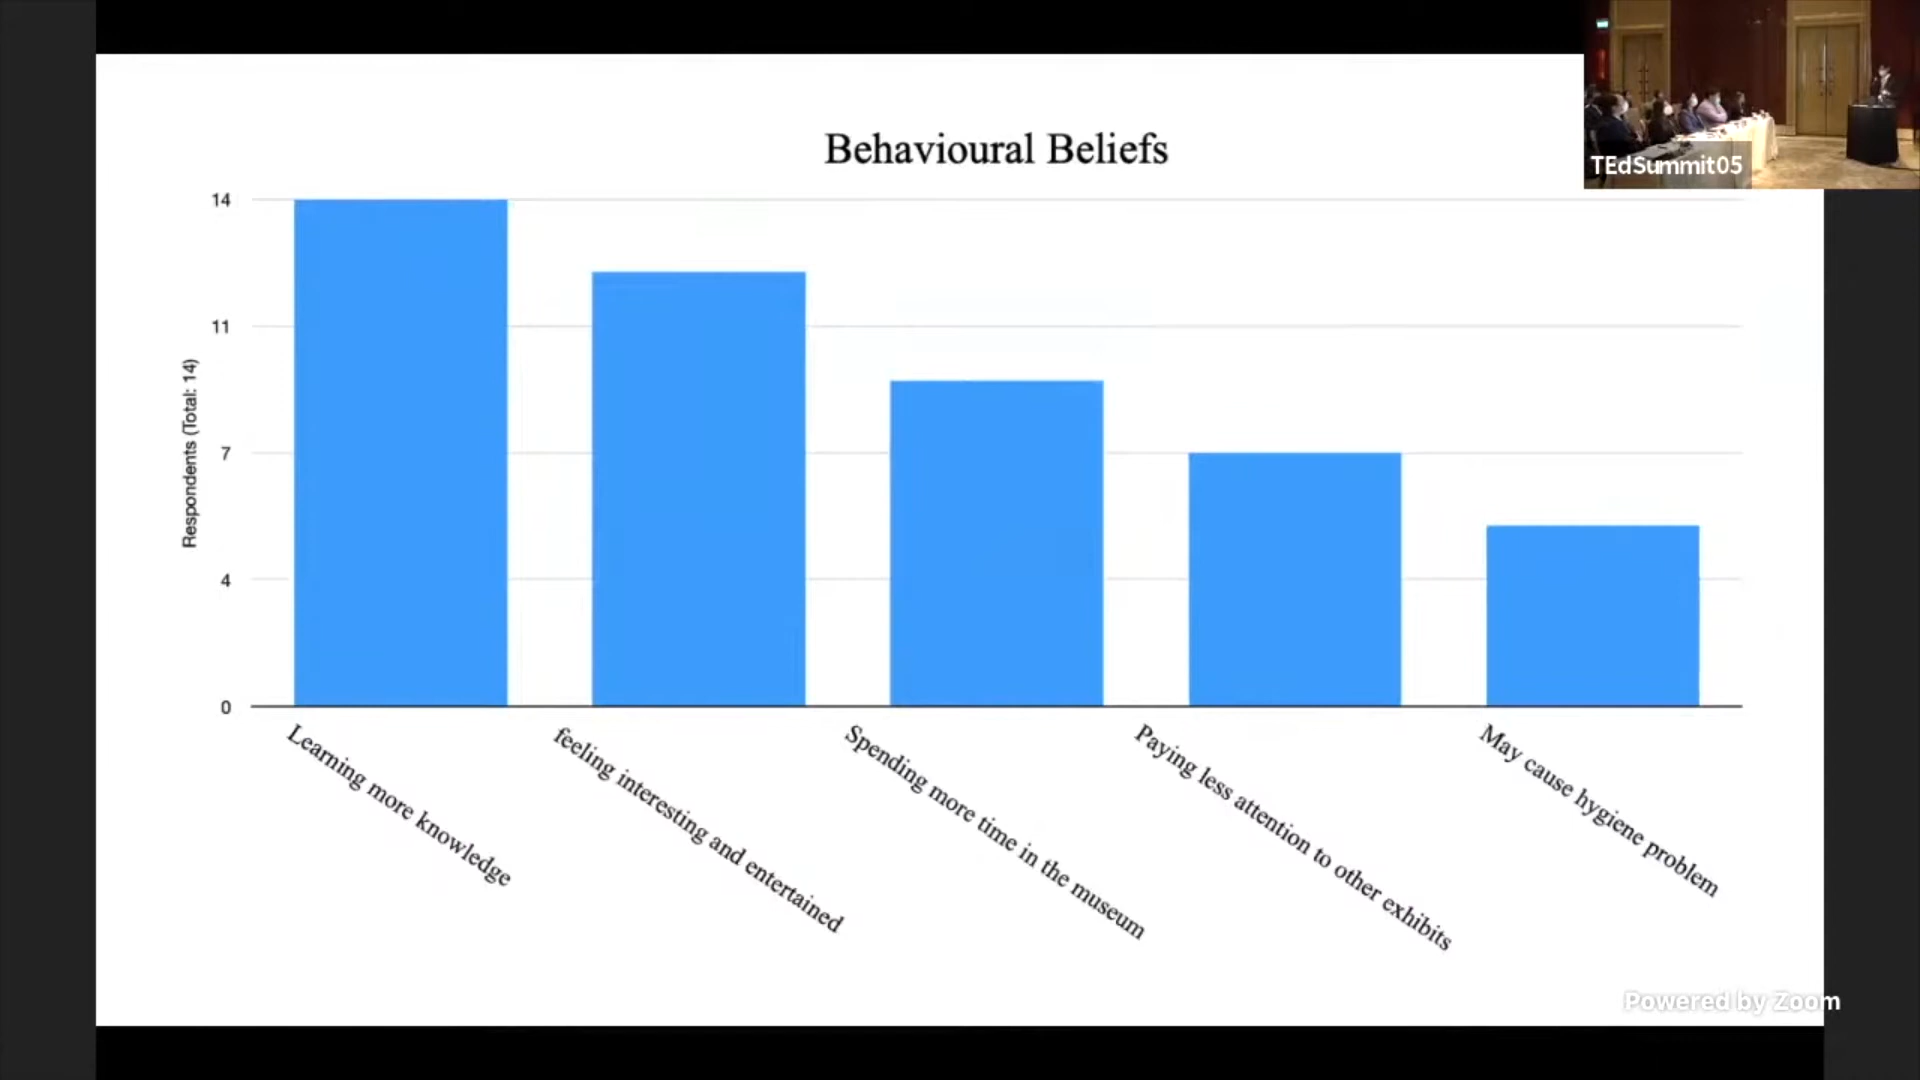 Behavioural Beliefs
TEdSummit05
Respondents (Total: 14)
14
11
7
4
0
Learning more knowledge
feeling interesting and entertained
Spending more time in the museum
Paying less attention to other exhibits
May cause hygiene problem
Powered by Zoom